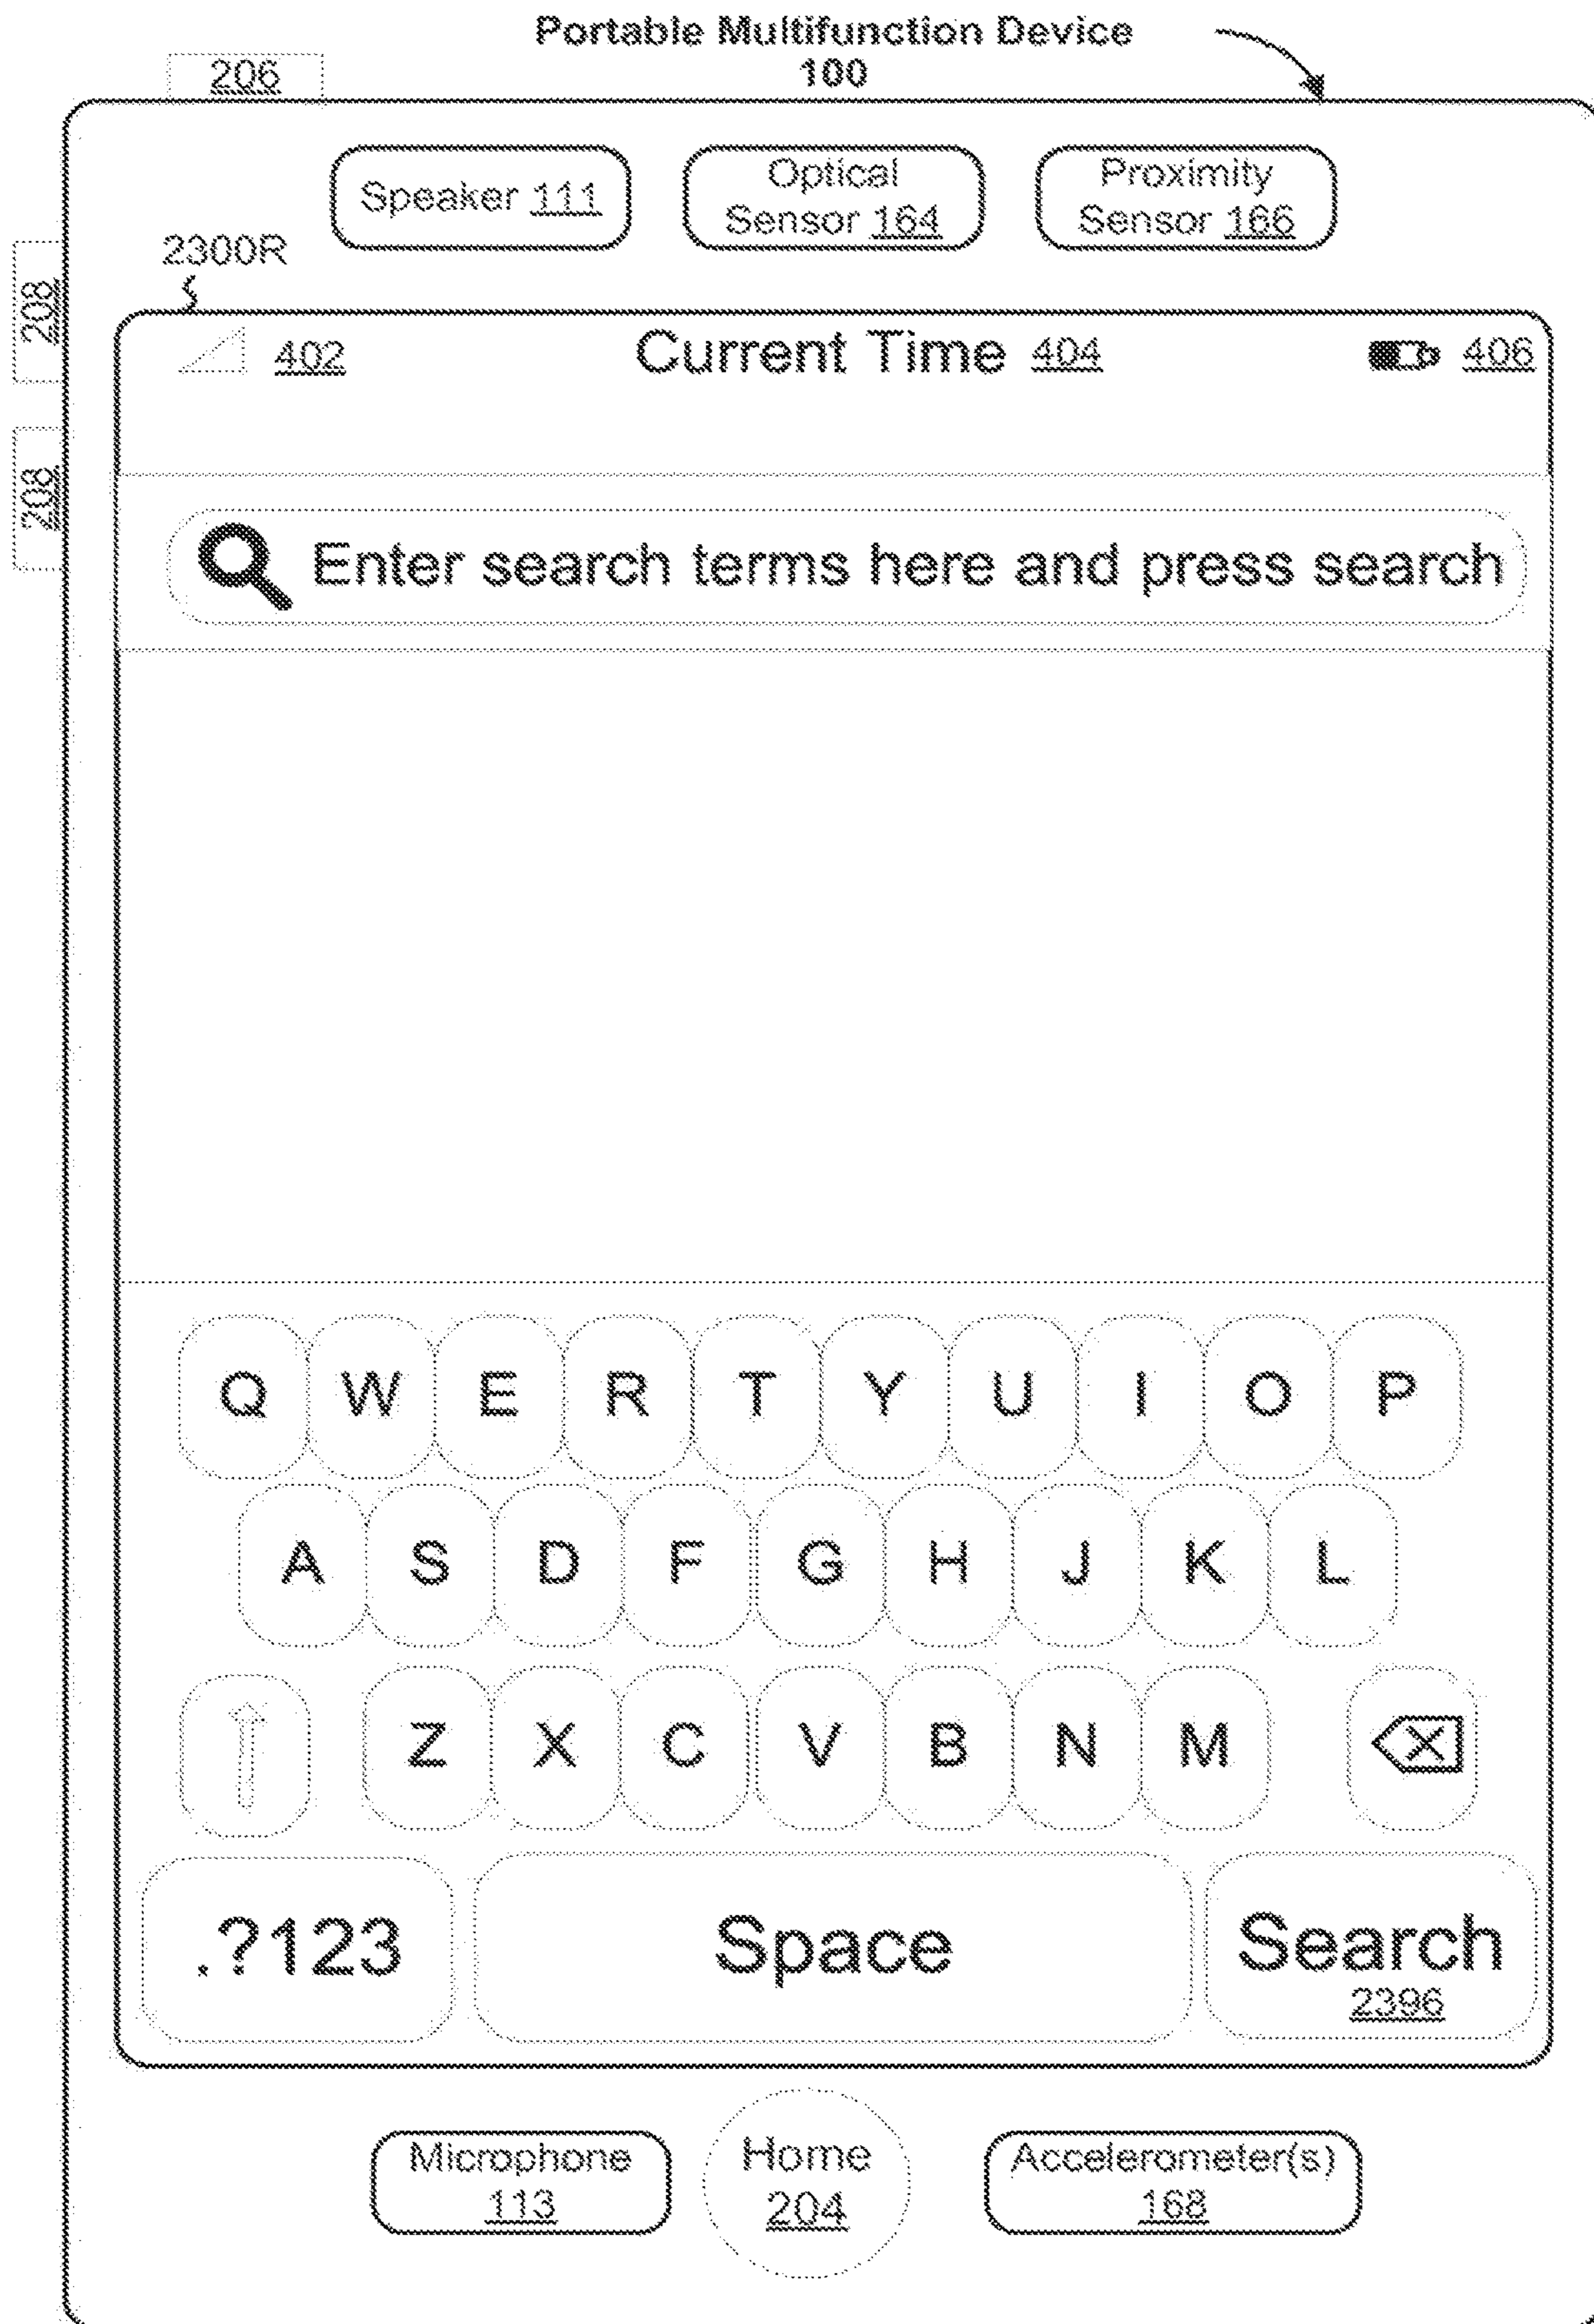 Portable Multifunction Device
100
206
Speaker 111
Optical
Sensor 164
Proximity
Sensor 166
2300R
208
208
402
Current Time 404
406
Enter search terms here and press search
Q W E R T Y U I O P
A S D F G H J K L
Z X C V B N M
.?123
Space
Search
2396
Microphone
113
Home
204
Accelerometer(s)
168